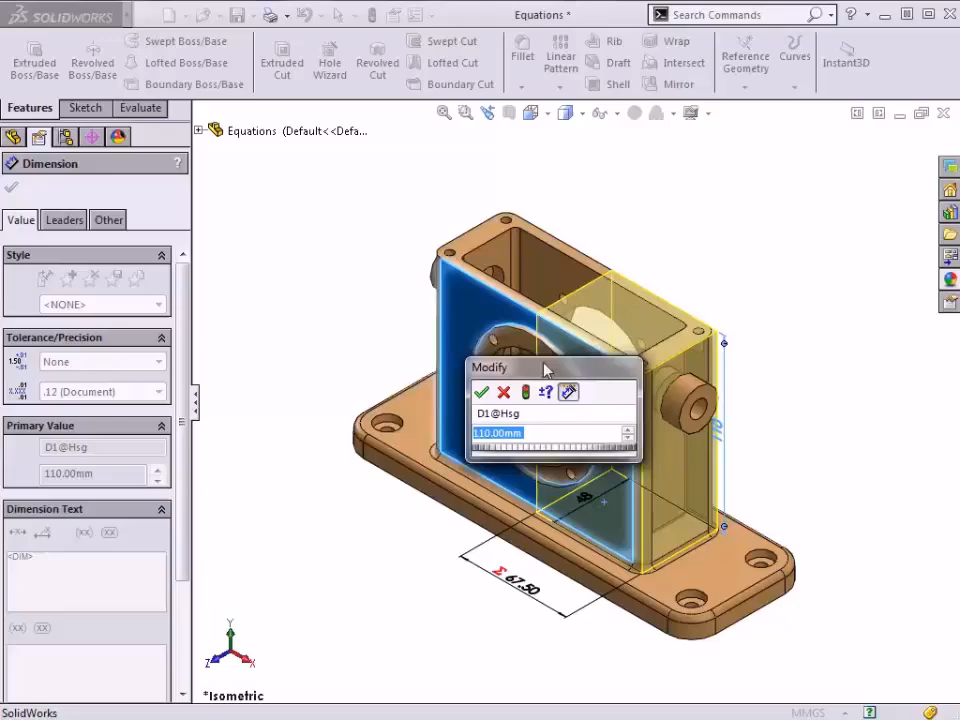 SOLIDWORKS
Equations *
Search Commands
Extruded Boss/Base
Revolved Boss/Base
Swept Boss/Base
Lofted Boss/Base
Boundary Boss/Base
Extruded Cut
Hole Wizard
Revolved Cut
Swept Cut
Lofted Cut
Boundary Cut
Fillet
Linear Pattern
Rib
Draft
Shell
Wrap
Intersect
Mirror
Reference Geometry
Curves
Instant3D
Features
Sketch
Evaluate
Equations (Default<<Defa...
Dimension
?
Value
Leaders
Other
Style
<NONE>
Tolerance/Precision
None
.12 (Document)
Primary Value
D1@Hsg
110.00mm
Dimension Text
<DIM>
Modify
D1@Hsg
110.00mm
110
48
Σ 67.50
Y
Z
X
*Isometric
SolidWorks
MMGS